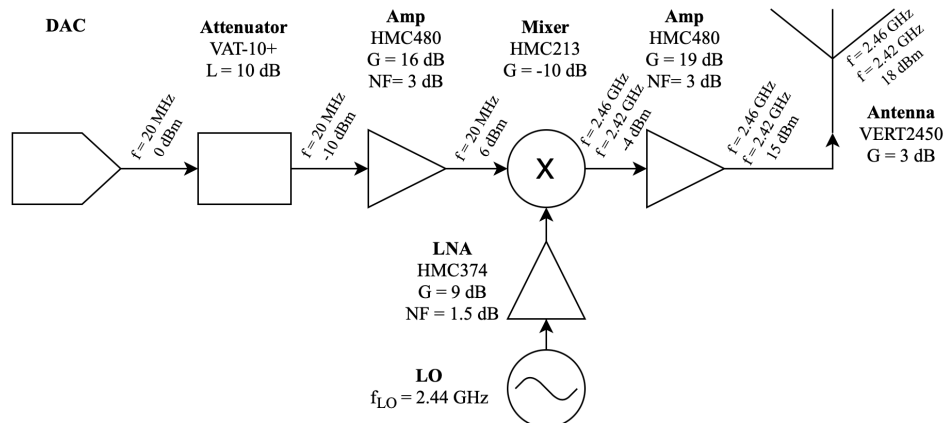 DAC
Attenuator
VAT-10+
L = 10 dB
Amp
HMC480
G = 16 dB
NF= 3 dB
Mixer
HMC213
G = -10 dB
Amp
HMC480
G = 19 dB
NF= 3 dB
f = 20 MHz
0 dBm
f = 20 MHz
-10 dBm
f = 20 MHz
6 dBm
f = 2.46 GHz
f = 2.42 GHz
-4 dBm
f = 2.46 GHz
f = 2.42 GHz
15 dBm
f = 2.46 GHz
f = 2.42 GHz
18 dBm
Antenna
VERT2450
G = 3 dB
X
LNA
HMC374
G = 9 dB
NF = 1.5 dB
LO
fLO = 2.44 GHz